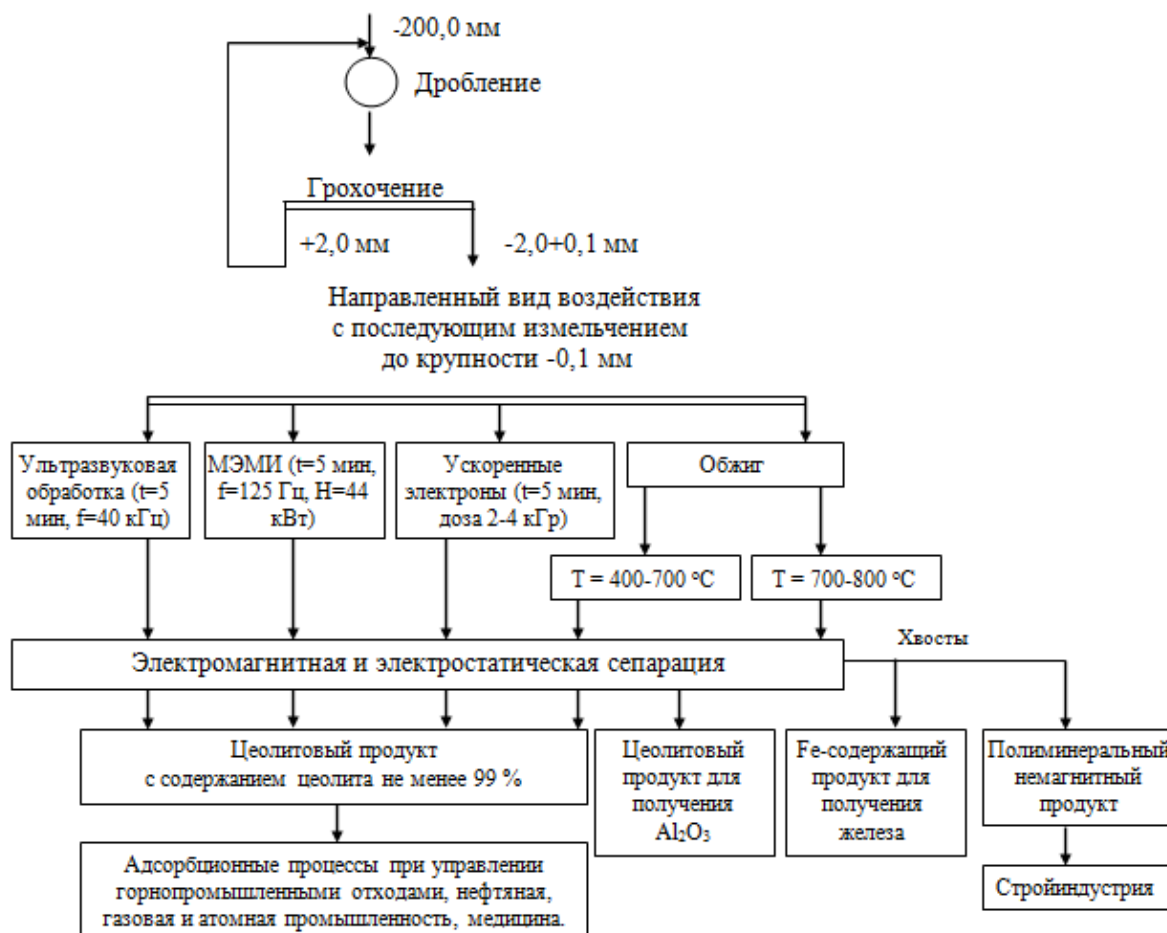 -200,0 мм
Дробление
Грохочение
+2,0 мм
-2,0+0,1 мм
Направленный вид воздействия
с последующим измельчением
до крупности -0,1 мм
Ультразвуковая
обработка (t=5
мин, f=40 кГц)
МЭМИ (t=5 мин,
f=125 Гц, H=44
кВт)
Ускоренные
электроны (t=5 мин,
доза 2-4 кГр)
Обжиг
T = 400-700 °C
T = 700-800 °C
Электромагнитная и электростатическая сепарация
Хвосты
Цеолитовый продукт
с содержанием цеолита не менее 99 %
Цеолитовый
продукт для
получения
Al₂O₃
Fe-содержащий
продукт для
получения
железа
Полиминеральный
немагнитный
продукт
Адсорбционные процессы при управлении
горнопромышленными отходами, нефтяная,
газовая и атомная промышленность, медицина.
Стройиндустрия